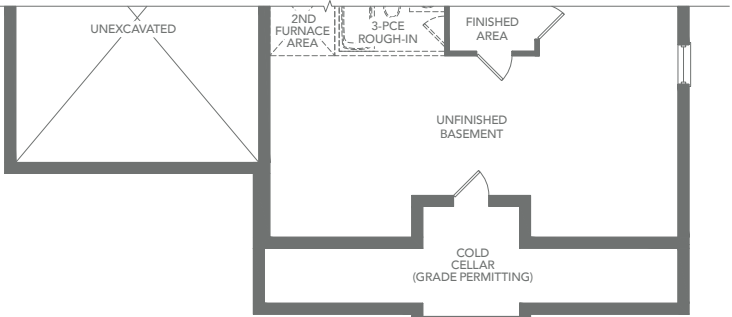 UNEXCAVATED
2ND
FURNACE
AREA
3-PCE
ROUGH-IN
FINISHED
AREA
UNFINISHED
BASEMENT
COLD
CELLAR
(GRADE PERMITTING)